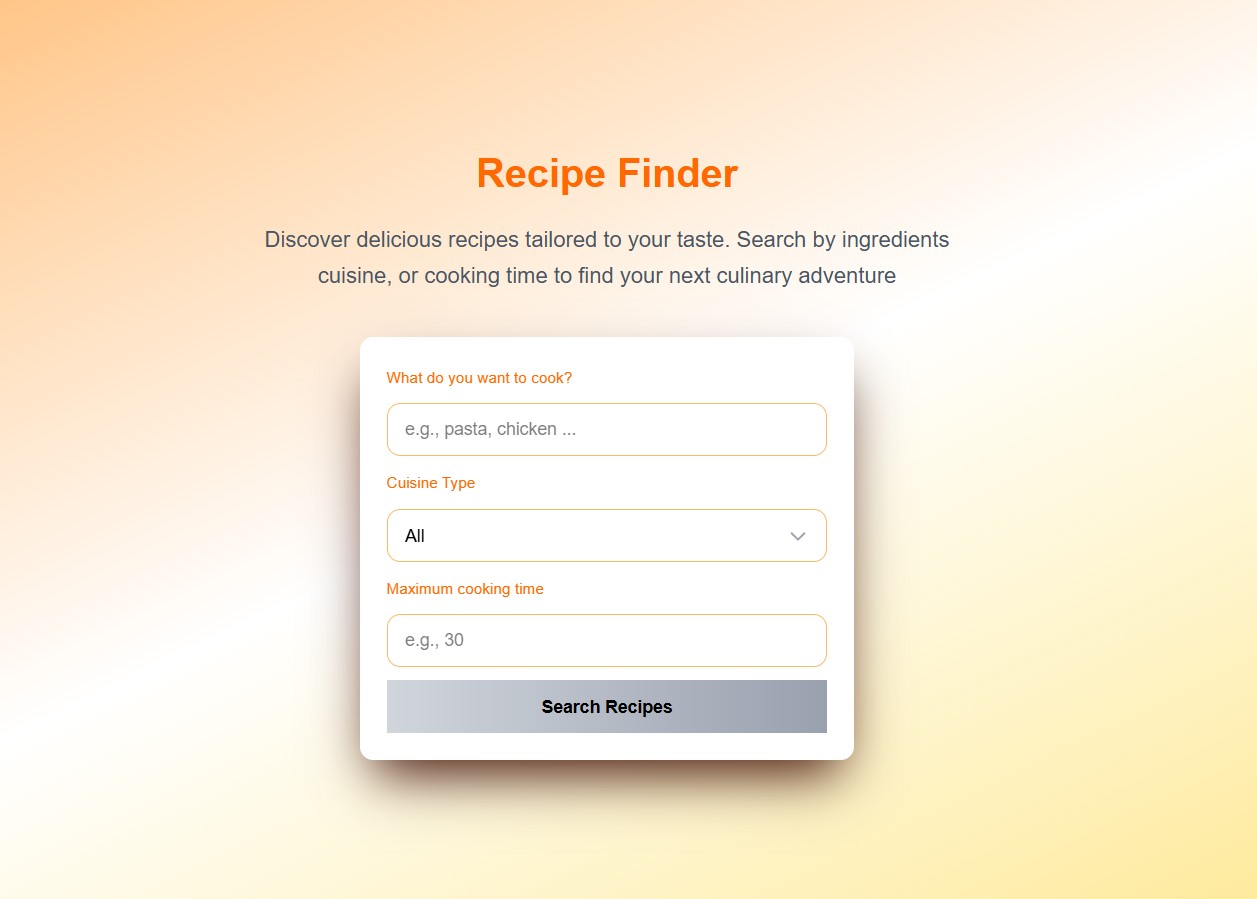 Recipe Finder
Discover delicious recipes tailored to your taste. Search by ingredients
cuisine, or cooking time to find your next culinary adventure
What do you want to cook?
e.g., pasta, chicken ...
Cuisine Type
All
Maximum cooking time
e.g., 30
Search Recipes